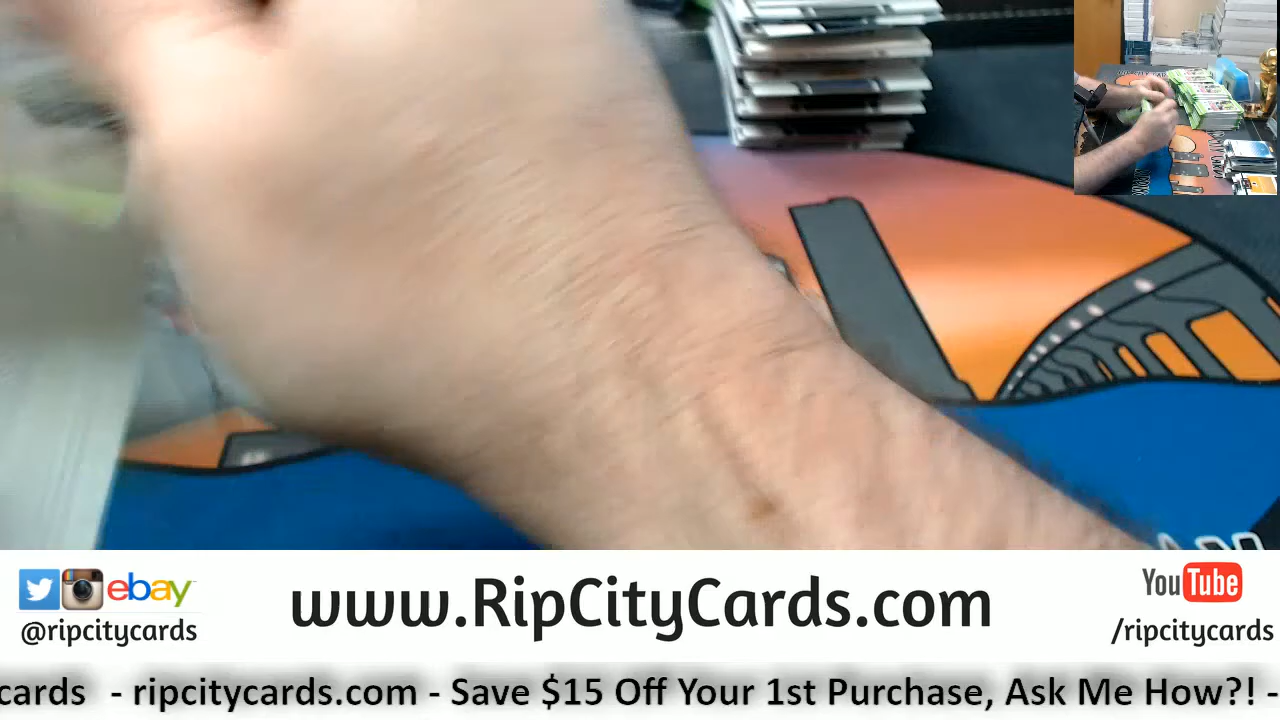 ebay
www.RipCityCards.com
YouTube
@ripcitycards
/ripcitycards
cards - ripcitycards.com - Save $15 Off Your 1st Purchase, Ask Me How?! -